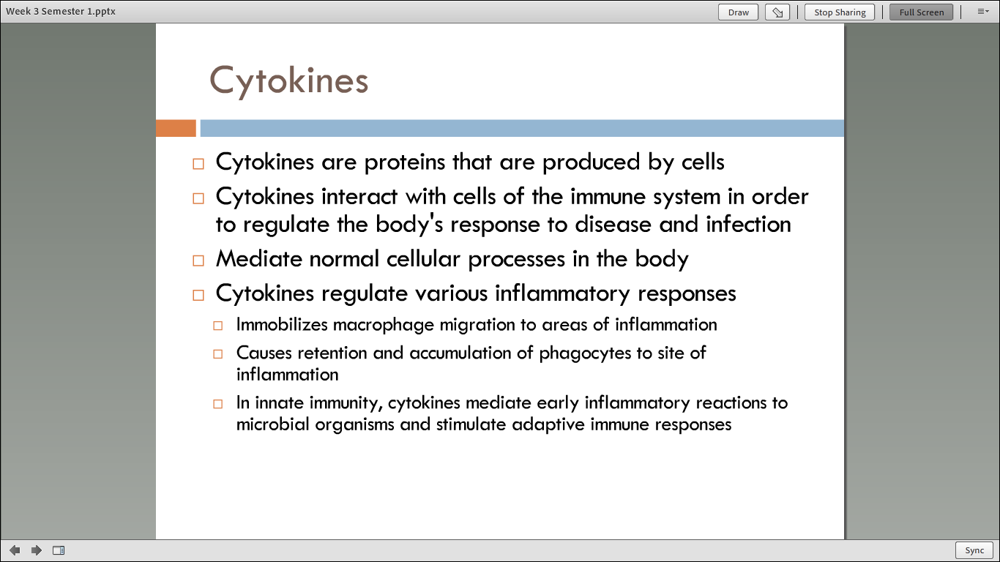 Week 3 Semester 1.pptx
Draw
Stop Sharing
Full Screen
Cytokines
Cytokines are proteins that are produced by cells
Cytokines interact with cells of the immune system in order
to regulate the body's response to disease and infection
Mediate normal cellular processes in the body
Cytokines regulate various inflammatory responses
Immobilizes macrophage migration to areas of inflammation
Causes retention and accumulation of phagocytes to site of
inflammation
In innate immunity, cytokines mediate early inflammatory reactions to
microbial organisms and stimulate adaptive immune responses
Sync